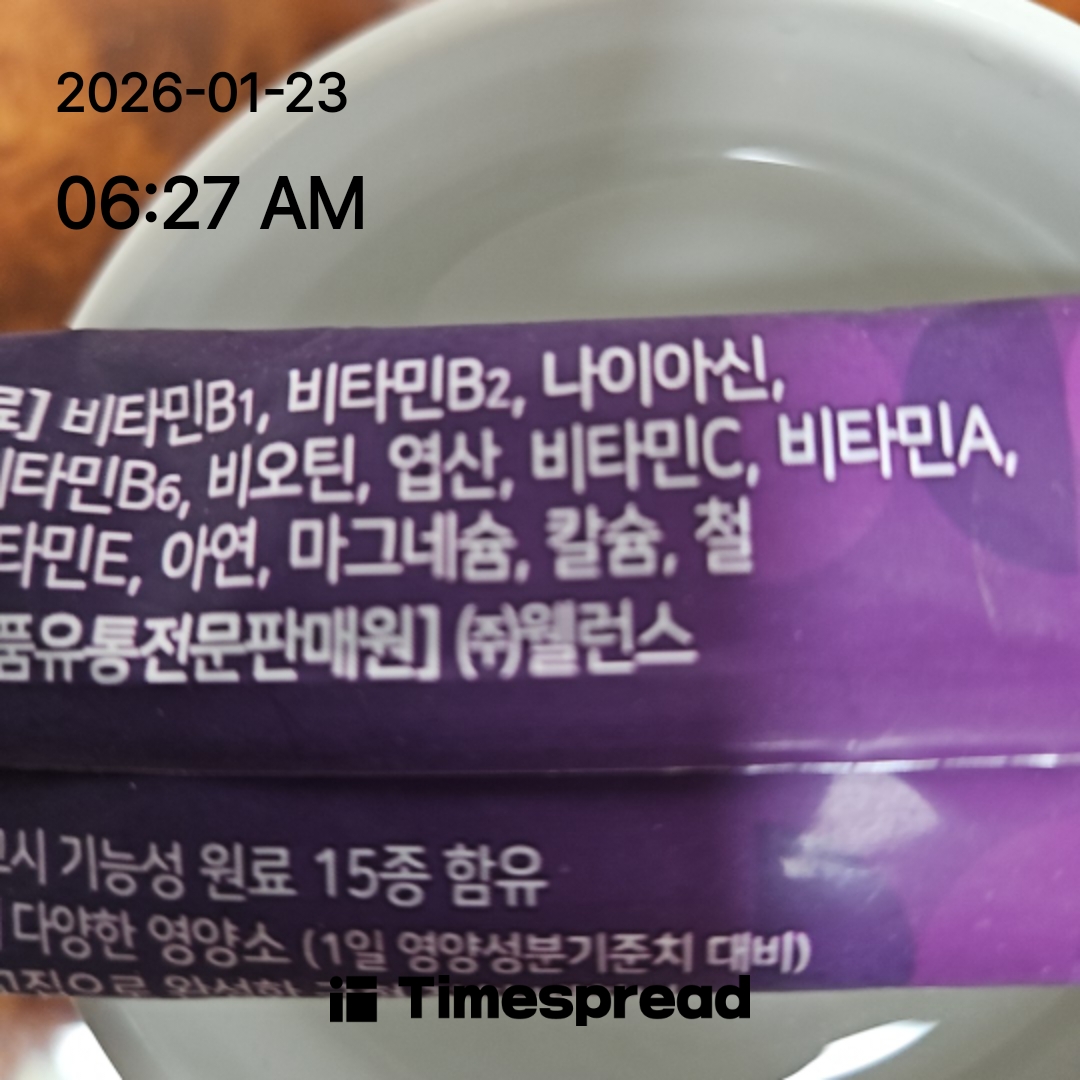 2026-01-23
06:27 AM
료] 비타민B1, 비타민B2, 나이아신,
비타민B6, 비오틴, 엽산, 비타민C, 비타민A,
타민E, 아연, 마그네슘, 칼슘, 철
품유통전문판매원] ㈜웰런스
시 기능성 원료 15종 함유
다양한 영양소 (1일 영양성분기준치 대비)
Timespread